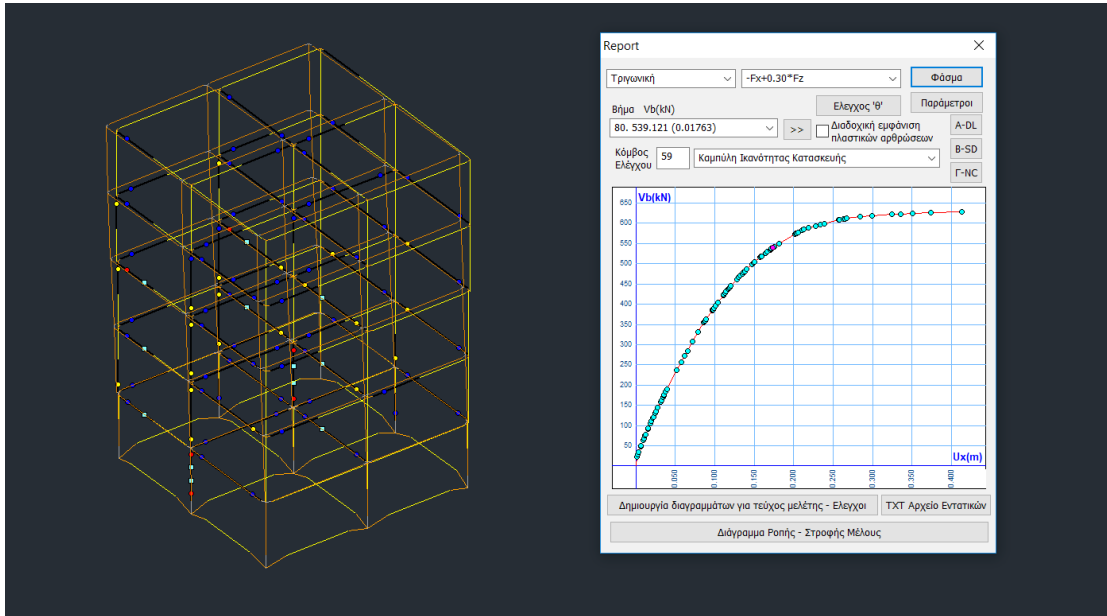 Report
Τριγωνική
-Fx+0.30*Fz
Φάσμα
Βήμα Vb(kN)
Ελεγχος 'θ'
Παράμετροι
80. 539.121 (0.01763)
>>
Διαδοχική εμφάνιση
πλαστικών αρθρώσεων
A-DL
B-SD
Γ-NC
Κόμβος
Ελέγχου
59
Καμπύλη Ικανότητας Κατασκευής
Vb(kN)
650
600
550
500
450
400
350
300
250
200
150
100
50
Ux(m)
0.050
0.100
0.150
0.200
0.250
0.300
0.350
0.400
Δημιουργία διαγραμμάτων για τεύχος μελέτης - Ελεγχοι
TXT Αρχείο Εντατικών
Διάγραμμα Ροπής - Στροφής Μέλους